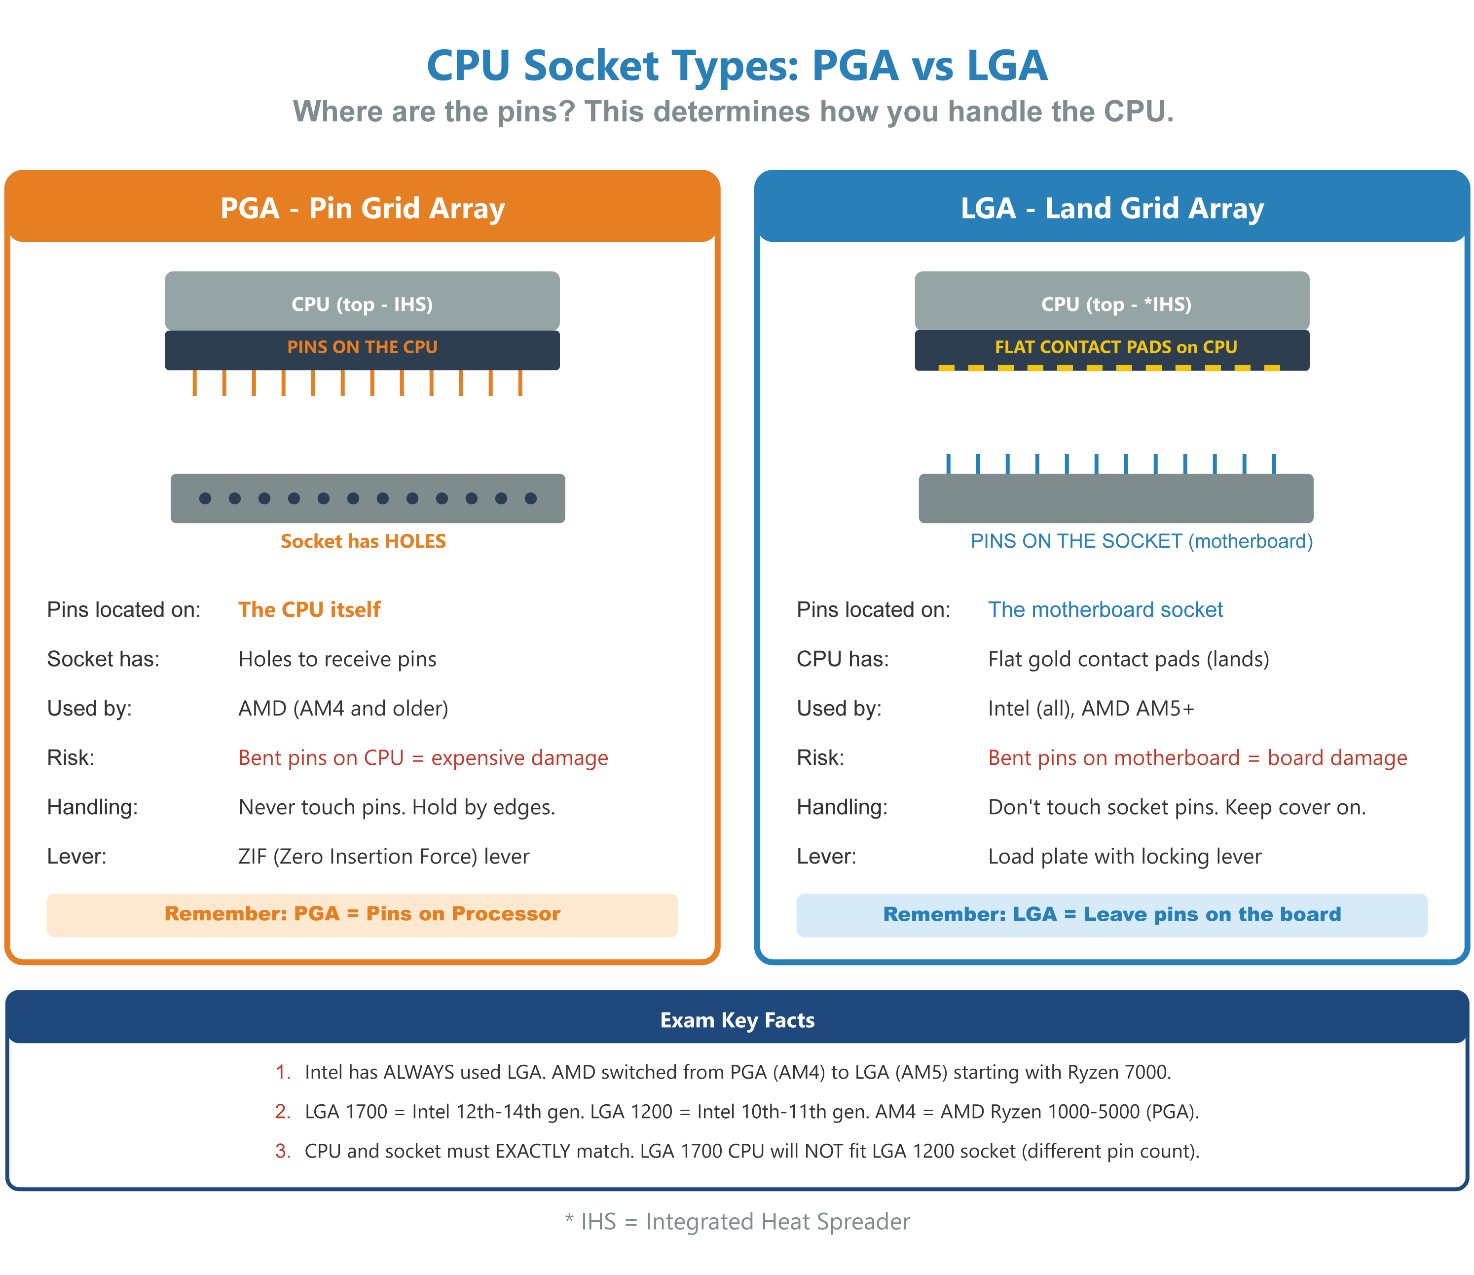 CPU Socket Types: PGA vs LGA
Where are the pins? This determines how you handle the CPU.
PGA - Pin Grid Array
CPU (top - IHS)
PINS ON THE CPU
Socket has HOLES
Pins located on: The CPU itself
Socket has: Holes to receive pins
Used by: AMD (AM4 and older)
Risk: Bent pins on CPU = expensive damage
Handling: Never touch pins. Hold by edges.
Lever: ZIF (Zero Insertion Force) lever
Remember: PGA = Pins on Processor
LGA - Land Grid Array
CPU (top - *IHS)
FLAT CONTACT PADS on CPU
PINS ON THE SOCKET (motherboard)
Pins located on: The motherboard socket
CPU has: Flat gold contact pads (lands)
Used by: Intel (all), AMD AM5+
Risk: Bent pins on motherboard = board damage
Handling: Don't touch socket pins. Keep cover on.
Lever: Load plate with locking lever
Remember: LGA = Leave pins on the board
Exam Key Facts
1. Intel has ALWAYS used LGA. AMD switched from PGA (AM4) to LGA (AM5) starting with Ryzen 7000.
2. LGA 1700 = Intel 12th-14th gen. LGA 1200 = Intel 10th-11th gen. AM4 = AMD Ryzen 1000-5000 (PGA).
3. CPU and socket must EXACTLY match. LGA 1700 CPU will NOT fit LGA 1200 socket (different pin count).
* IHS = Integrated Heat Spreader